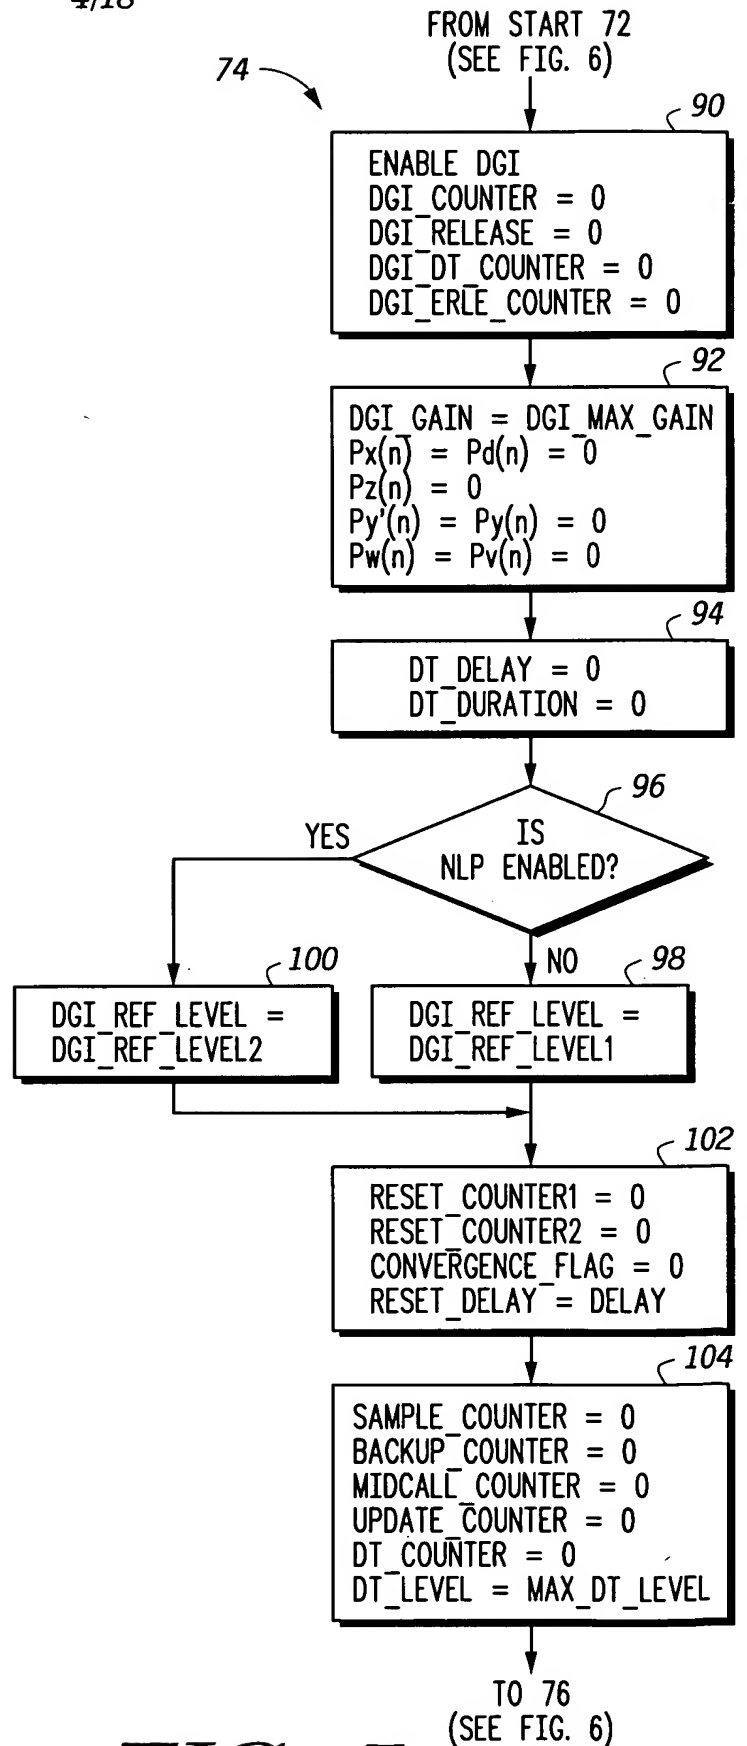 4/18
FROM START 72
(SEE FIG. 6)
74
90
ENABLE DGI
DGI_COUNTER = 0
DGI_RELEASE = 0
DGI_DT_COUNTER = 0
DGI_ERLE_COUNTER = 0
92
DGI_GAIN = DGI_MAX_GAIN
Px(n) = Pd(n) = 0
Pz(n) = 0
Py'(n) = Py(n) = 0
Pw(n) = Pv(n) = 0
94
DT_DELAY = 0
DT_DURATION = 0
96
IS
NLP ENABLED?
YES
NO
100
DGI_REF_LEVEL =
DGI_REF_LEVEL2
98
DGI_REF_LEVEL =
DGI_REF_LEVEL1
102
RESET_COUNTER1 = 0
RESET_COUNTER2 = 0
CONVERGENCE_FLAG = 0
RESET_DELAY = DELAY
104
SAMPLE_COUNTER = 0
BACKUP_COUNTER = 0
MIDCALL_COUNTER = 0
UPDATE_COUNTER = 0
DT_COUNTER = 0
DT_LEVEL = MAX_DT_LEVEL
TO 76
(SEE FIG. 6)